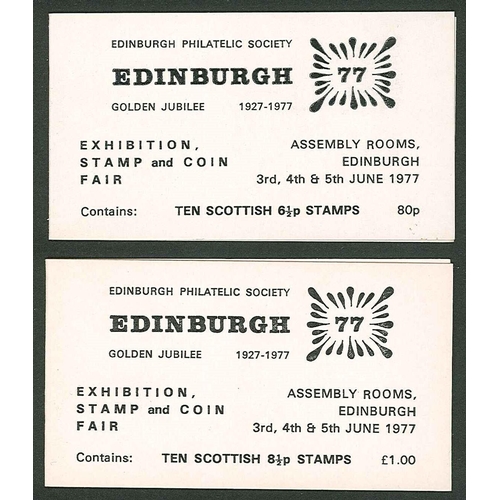 EDINBURGH PHILATELIC SOCIETY
EDINBURGH 77
GOLDEN JUBILEE 1927-1977
EXHIBITION, ASSEMBLY ROOMS,
STAMP and COIN EDINBURGH
FAIR 3rd, 4th & 5th JUNE 1977
Contains: TEN SCOTTISH 6½p STAMPS 80p
EDINBURGH PHILATELIC SOCIETY
EDINBURGH 77
GOLDEN JUBILEE 1927-1977
EXHIBITION, ASSEMBLY ROOMS,
STAMP and COIN EDINBURGH
FAIR 3rd, 4th & 5th JUNE 1977
Contains: TEN SCOTTISH 8½p STAMPS £1.00